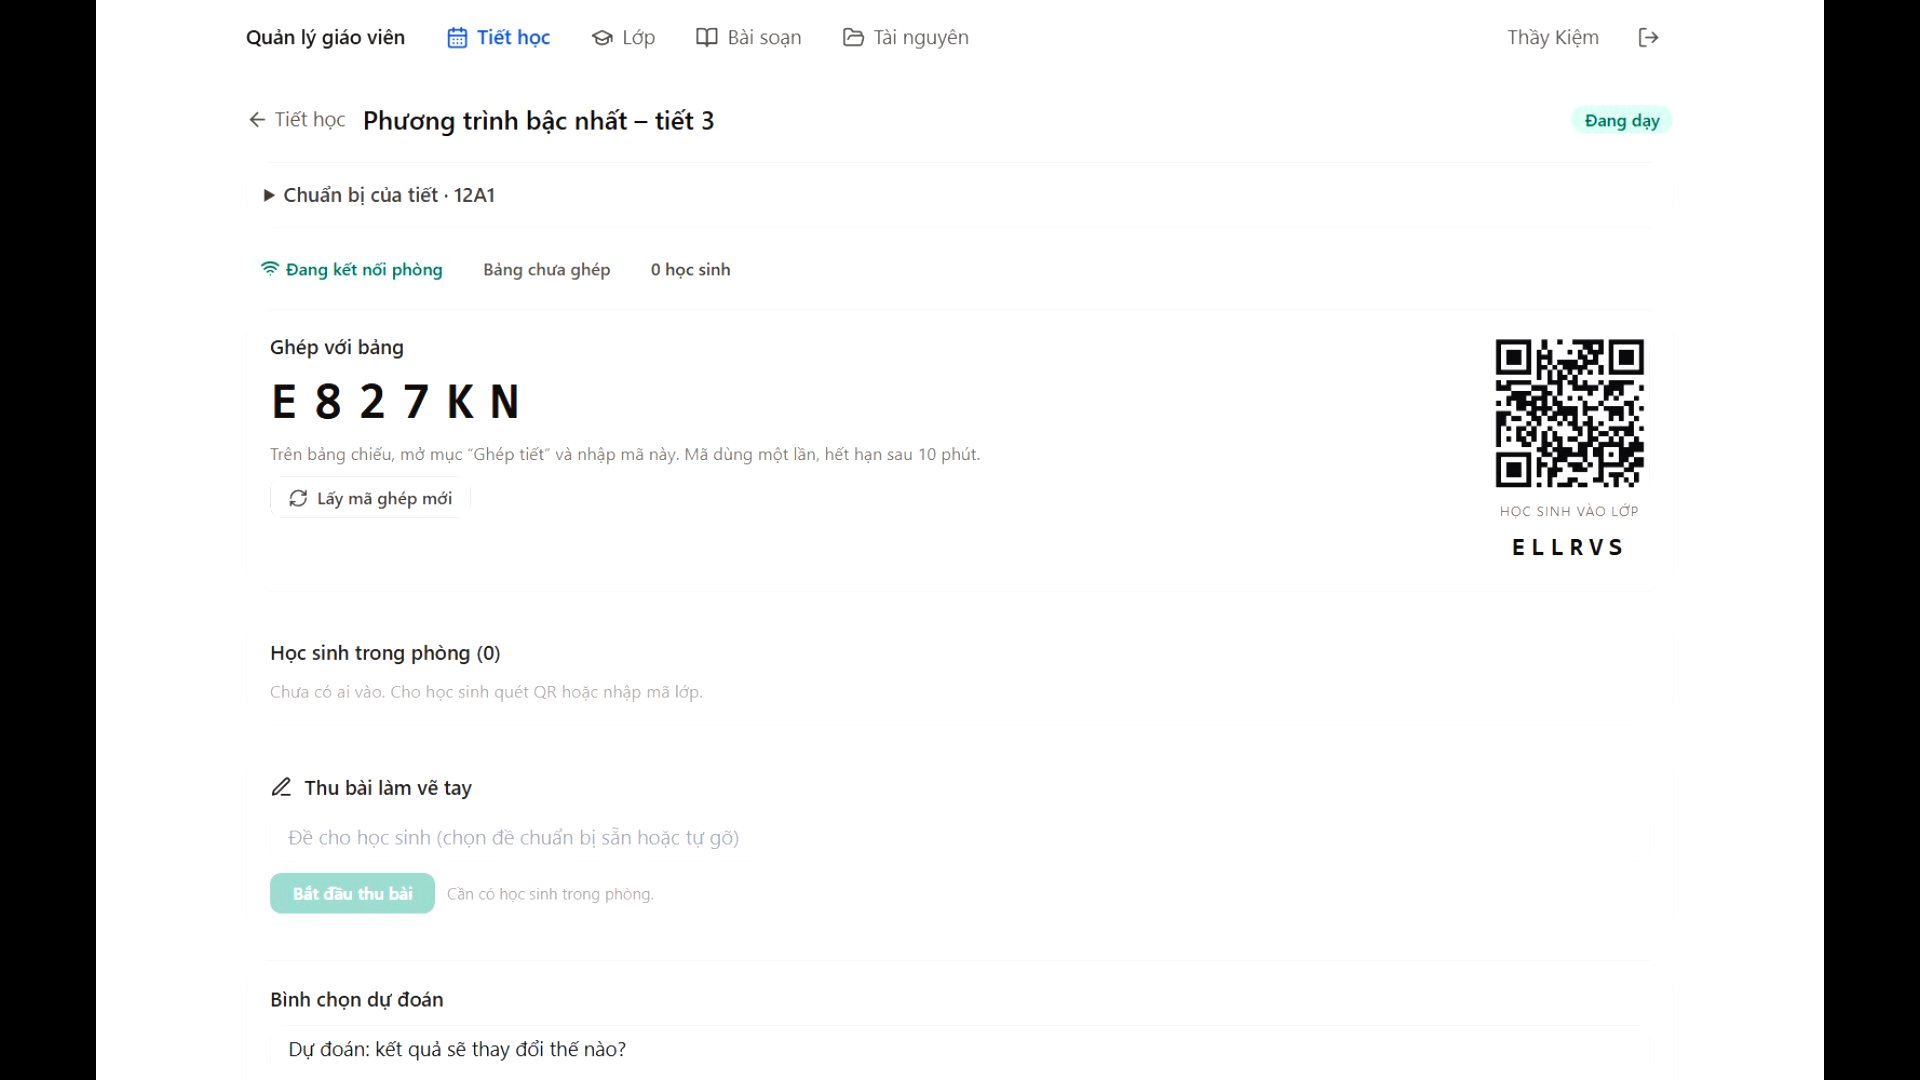 Quản lý giáo viên Tiết học Lớp Bài soạn Tài nguyên Thầy Kiệm
Tiết học Phương trình bậc nhất – tiết 3 Đang dạy
Chuẩn bị của tiết · 12A1
Đang kết nối phòng Bảng chưa ghép 0 học sinh
Ghép với bảng
E827KN
Trên bảng chiếu, mở mục “Ghép tiết” và nhập mã này. Mã dùng một lần, hết hạn sau 10 phút.
Lấy mã ghép mới
HỌC SINH VÀO LỚP
ELLRVS
Học sinh trong phòng (0)
Chưa có ai vào. Cho học sinh quét QR hoặc nhập mã lớp.
Thu bài làm vẽ tay
Đề cho học sinh (chọn đề chuẩn bị sẵn hoặc tự gõ)
Bắt đầu thu bài Cần có học sinh trong phòng.
Bình chọn dự đoán
Dự đoán: kết quả sẽ thay đổi thế nào?